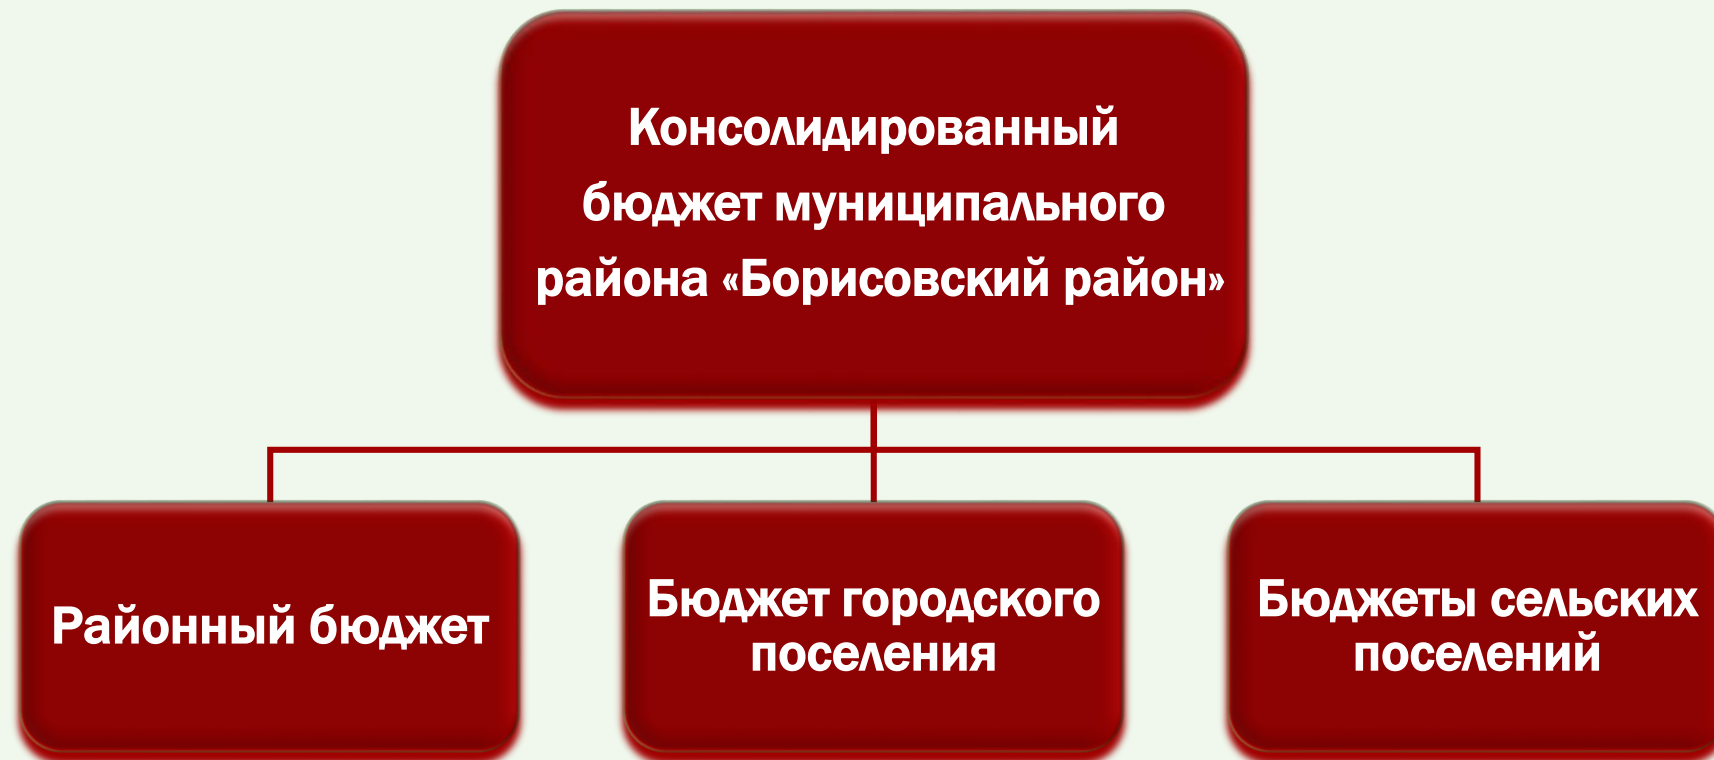 Консолидированный
бюджет муниципального
района «Борисовский район»
Районный бюджет
Бюджет городского
поселения
Бюджеты сельских
поселений